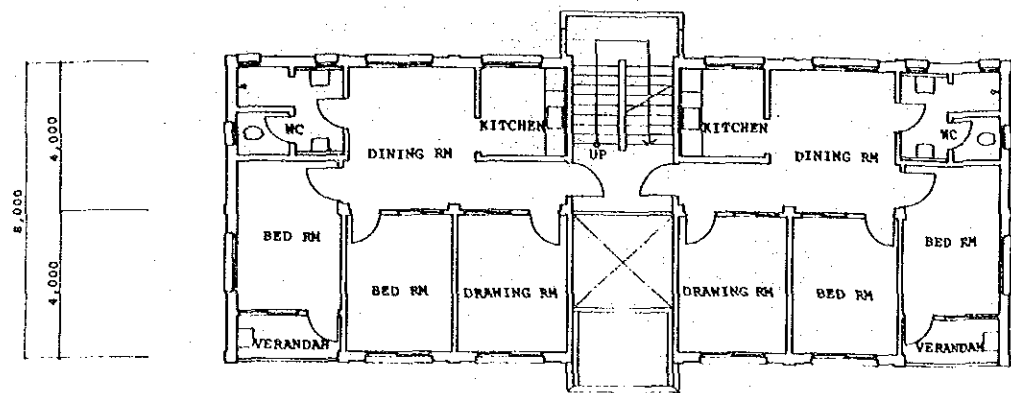 KITCHEN
KITCHEN
WC
WC
DINING RM
UP
DINING RM
BED RM
BED RM
BED RM
DRAWING RM
DRAWING RM
BED RM
VERANDAH
VERANDAH
8,000
4,000
4,000